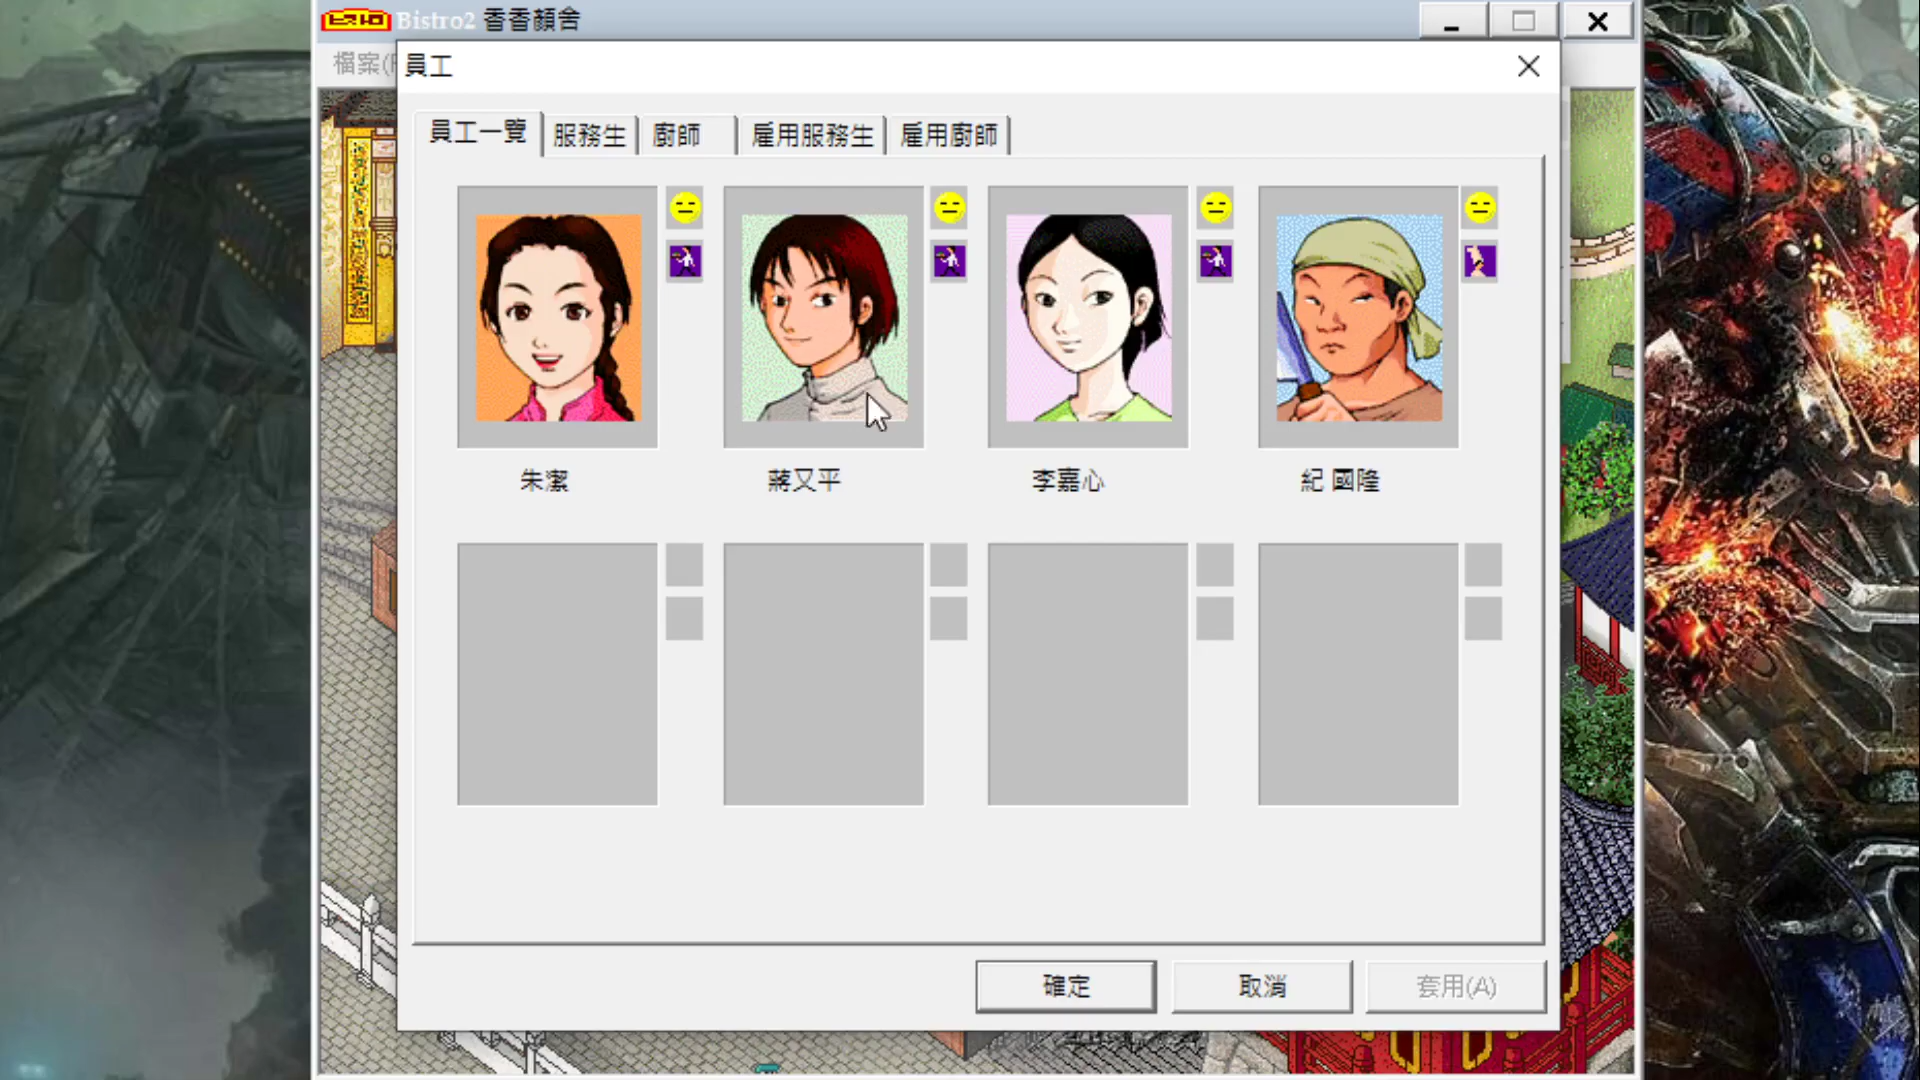 Bistro2 香香顏舍
檔案(F
員工
員工一覽 服務生 廚師 雇用服務生 雇用廚師
朱潔 蔣又平 李嘉心 紀 國隆
確定 取消 套用(A)